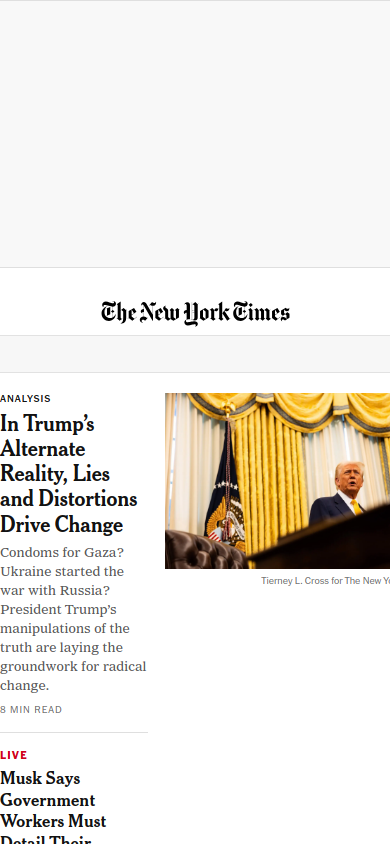 The New York Times
ANALYSIS
In Trump's
Alternate
Reality, Lies
and Distortions
Drive Change
Condoms for Gaza?
Ukraine started the
war with Russia?
President Trump's
manipulations of the
truth are laying the
groundwork for radical
change.
8 MIN READ
Tierney L. Cross for The New
LIVE
Musk Says
Government
Workers Must
Detail Their